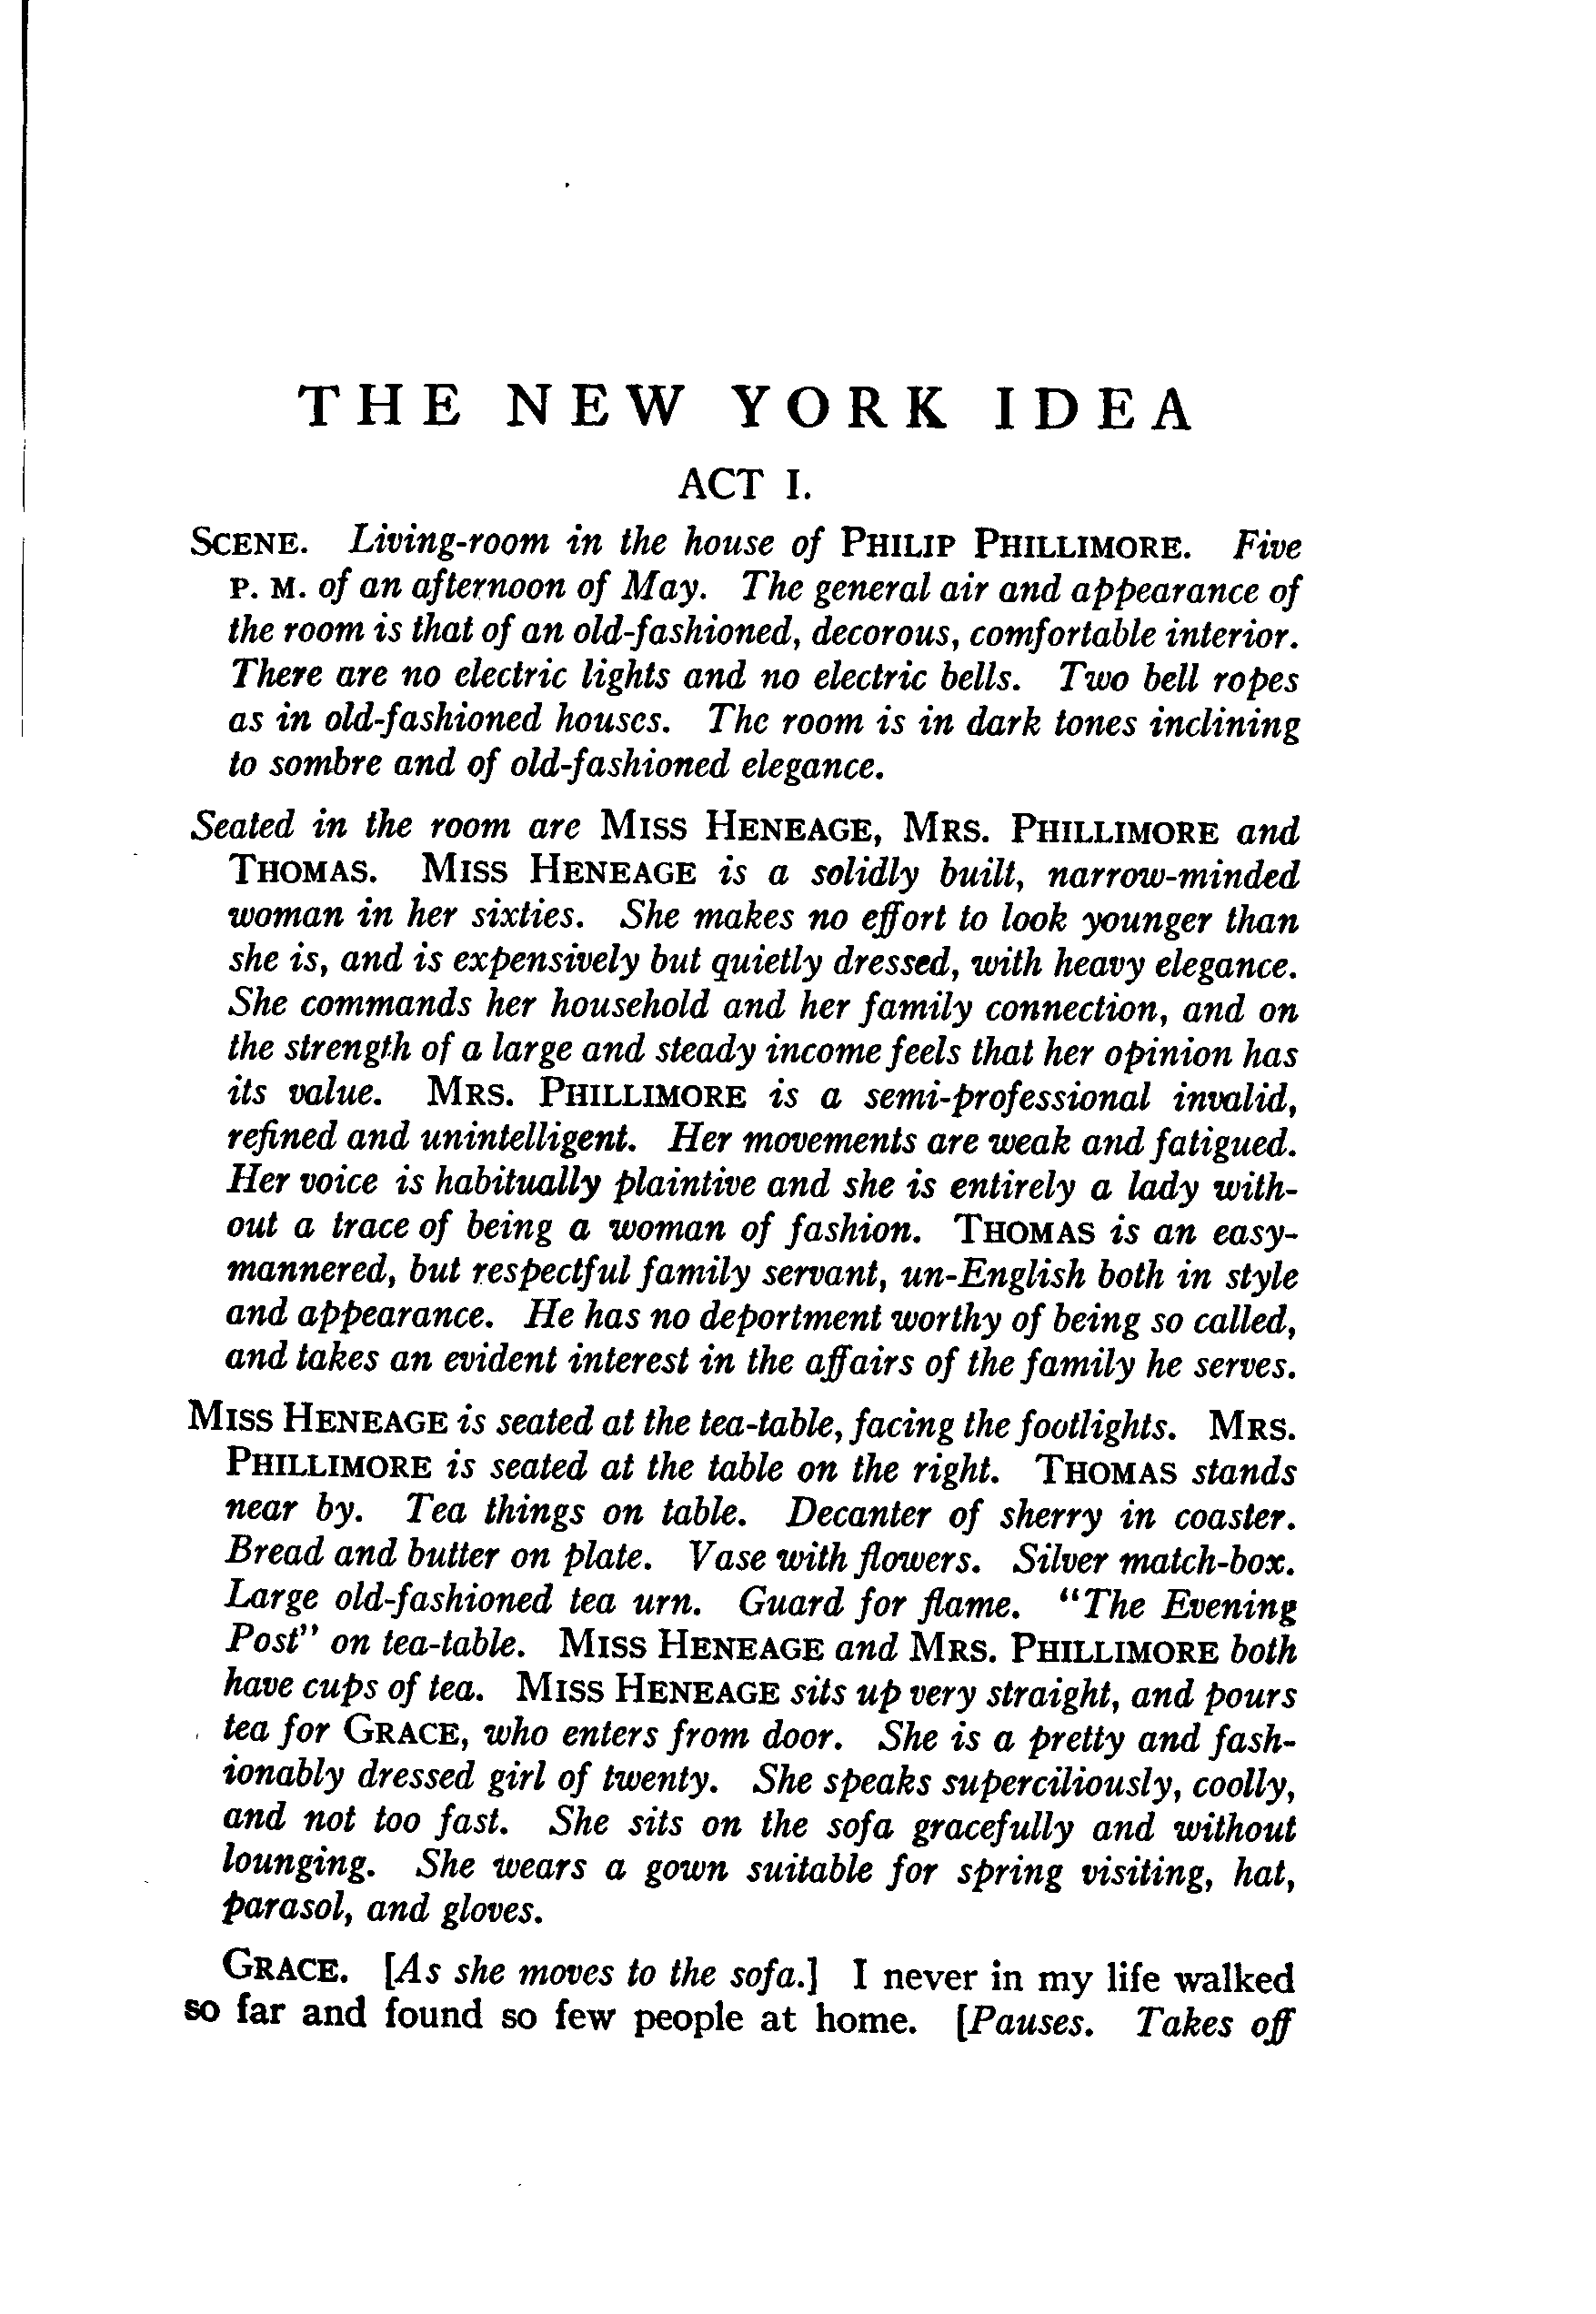 THE NEW YORK IDEA
ACT I.
SCENE. Living-room in the house of PHILIP PHILLIMORE. Five
P. M. of an afternoon of May. The general air and appearance of
the room is that of an old-fashioned, decorous, comfortable interior.
There are no electric lights and no electric bells. Two bell ropes
as in old-fashioned houses. The room is in dark tones inclining
to sombre and of old-fashioned elegance.
Seated in the room are MISS HENEAGE, MRS. PHILLIMORE and
THOMAS. MISS HENEAGE is a solidly built, narrow-minded
woman in her sixties. She makes no effort to look younger than
she is, and is expensively but quietly dressed, with heavy elegance.
She commands her household and her family connection, and on
the strength of a large and steady income feels that her opinion has
its value. MRS. PHILLIMORE is a semi-professional invalid,
refined and unintelligent. Her movements are weak and fatigued.
Her voice is habitually plaintive and she is entirely a lady with-
out a trace of being a woman of fashion. THOMAS is an easy-
mannered, but respectful family servant, un-English both in style
and appearance. He has no deportment worthy of being so called,
and takes an evident interest in the affairs of the family he serves.
MISS HENEAGE is seated at the tea-table, facing the footlights. MRS.
PHILLIMORE is seated at the table on the right. THOMAS stands
near by. Tea things on table. Decanter of sherry in coaster.
Bread and butter on plate. Vase with flowers. Silver match-box.
Large old-fashioned tea urn. Guard for flame. "The Evening
Post" on tea-table. MISS HENEAGE and MRS. PHILLIMORE both
have cups of tea. MISS HENEAGE sits up very straight, and pours
tea for GRACE, who enters from door. She is a pretty and fash-
ionably dressed girl of twenty. She speaks superciliously, coolly,
and not too fast. She sits on the sofa gracefully and without
lounging. She wears a gown suitable for spring visiting, hat,
parasol, and gloves.
GRACE. [As she moves to the sofa.] I never in my life walked
so far and found so few people at home. [Pauses. Takes off